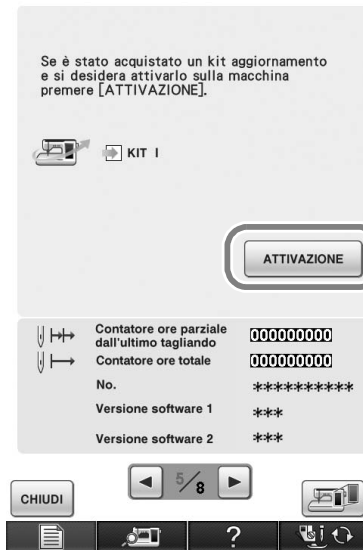 Se è stato acquistato un kit aggiornamento
e si desidera attivarlo sulla macchina
premere [ATTIVAZIONE].
KIT I
ATTIVAZIONE
Contatore ore parziale
dall'ultimo tagliando
000000000
Contatore ore totale
000000000
No.
**********
Versione software 1
***
Versione software 2
***
CHIUDI
5/8
?